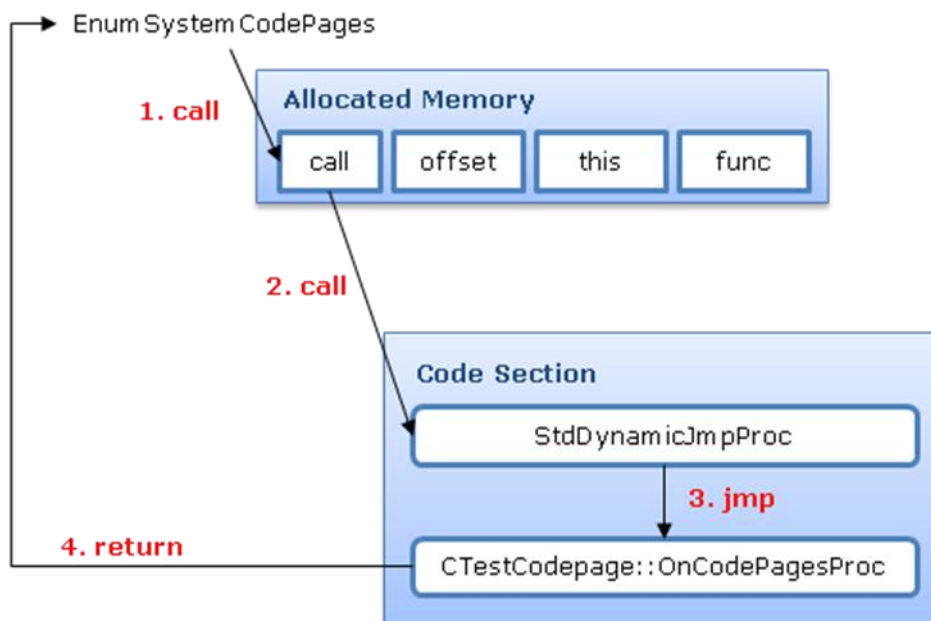 EnumSystemCodePages
1. call
Allocated Memory
call offset this func
2. call
Code Section
StdDynamicJmpProc
3. jmp
4. return
CTestCodepage::OnCodePagesProc